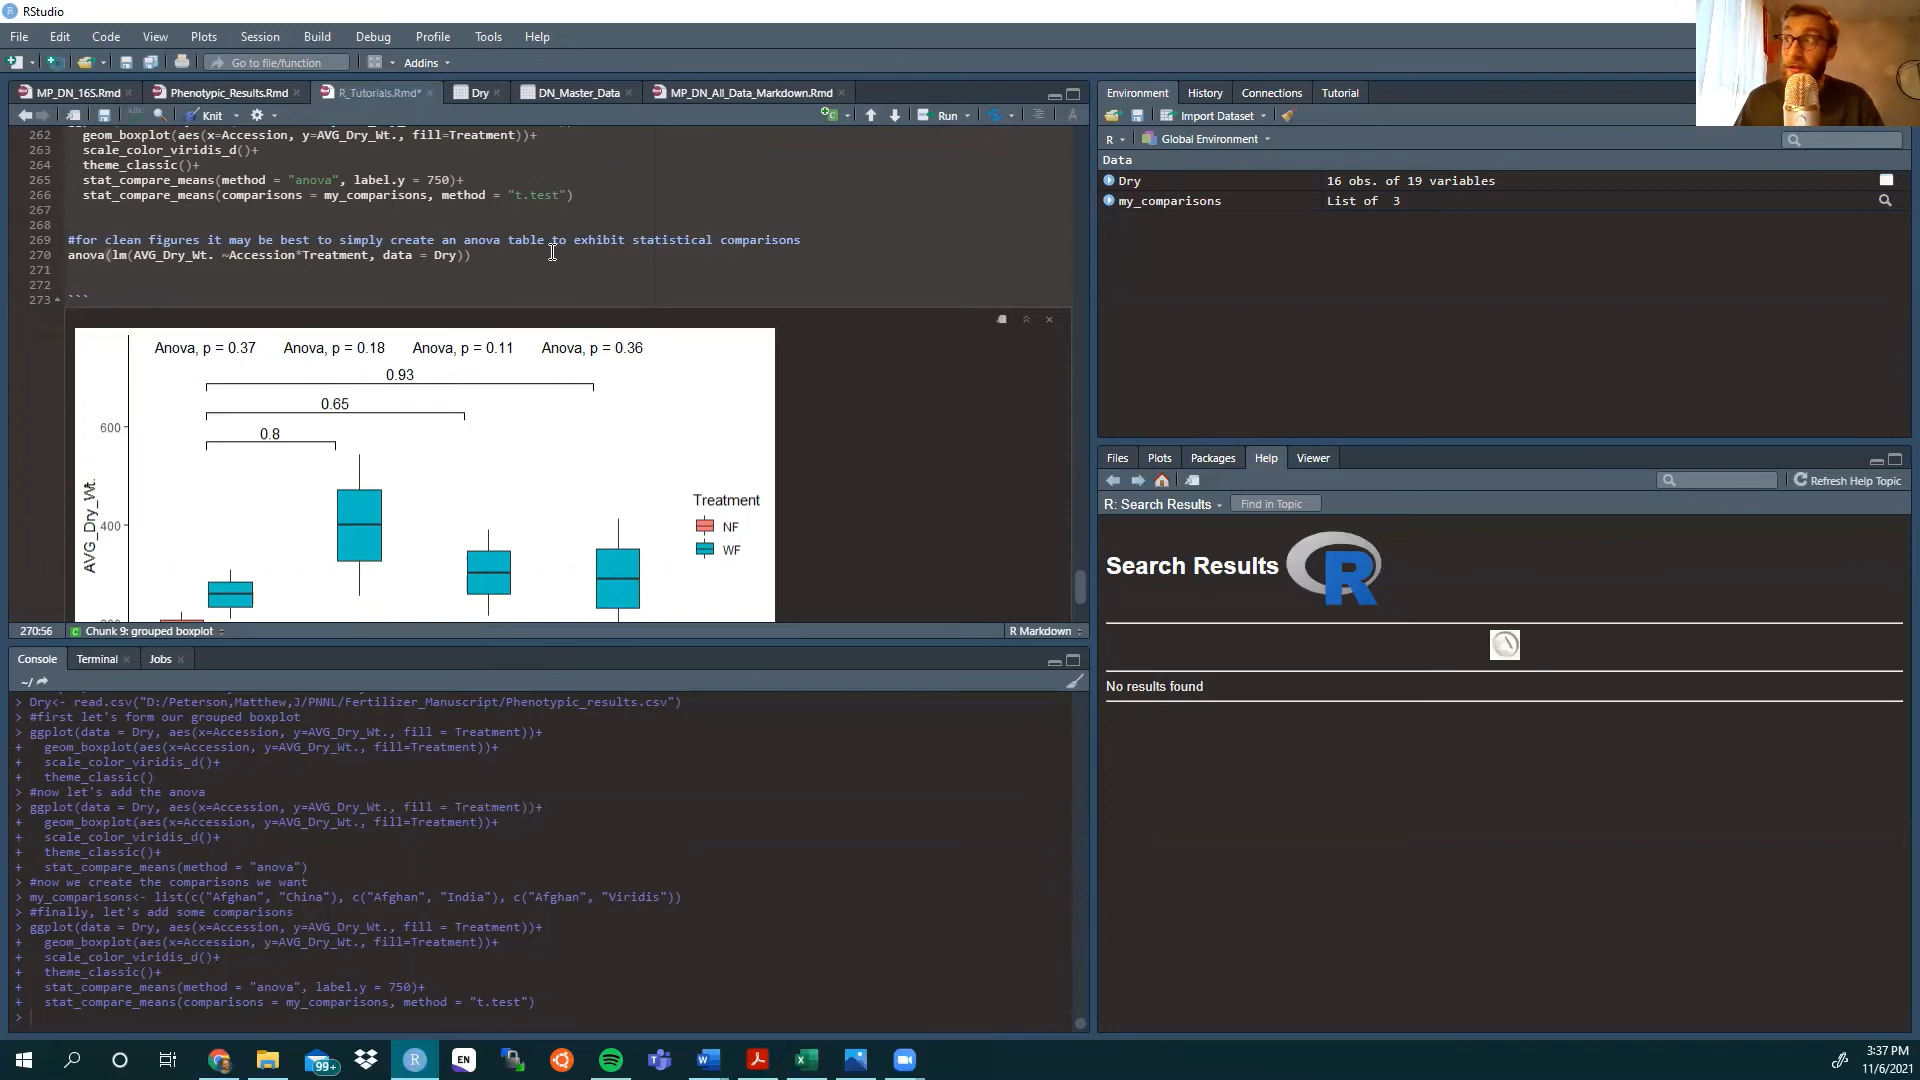 RStudio
File Edit Code View Plots Session Build Debug Profile Tools Help
Go to file/function Addins
MP_DN_16S.Rmd Phenotypic_Results.Rmd R_Tutorials.Rmd* Dry DN_Master_Data MP_DN_All_Data_Markdown.Rmd
Knit Run
262 geom_boxplot(aes(x=Accession, y=AVG_Dry_Wt., fill=Treatment))+
263 scale_color_viridis_d()+
264 theme_classic()+
265 stat_compare_means(method = "anova", label.y = 750)+
266 stat_compare_means(comparisons = my_comparisons, method = "t.test")
267
268
269 #for clean figures it may be best to simply create an anova table to exhibit statistical comparisons
270 anova(lm(AVG_Dry_Wt. ~Accession*Treatment, data = Dry))
271
272
273 ```
Anova, p = 0.37 Anova, p = 0.18 Anova, p = 0.11 Anova, p = 0.36
0.93
0.65
0.8
600
400
AVG_Dry_Wt.
Treatment
NF
WF
270:56 Chunk 9: grouped boxplot R Markdown
Console Terminal Jobs
~/
> Dry<- read.csv("D:/Peterson,Matthew,J/PNNL/Fertilizer_Manuscript/Phenotypic_results.csv")
> #first let's form our grouped boxplot
> ggplot(data = Dry, aes(x=Accession, y=AVG_Dry_Wt., fill = Treatment))+
+ geom_boxplot(aes(x=Accession, y=AVG_Dry_Wt., fill=Treatment))+
+ scale_color_viridis_d()+
+ theme_classic()
> #now let's add the anova
> ggplot(data = Dry, aes(x=Accession, y=AVG_Dry_Wt., fill = Treatment))+
+ geom_boxplot(aes(x=Accession, y=AVG_Dry_Wt., fill=Treatment))+
+ scale_color_viridis_d()+
+ theme_classic()+
+ stat_compare_means(method = "anova")
> #now we create the comparisons we want
> my_comparisons<- list(c("Afghan", "China"), c("Afghan", "India"), c("Afghan", "Viridis"))
> #finally, let's add some comparisons
> ggplot(data = Dry, aes(x=Accession, y=AVG_Dry_Wt., fill = Treatment))+
+ geom_boxplot(aes(x=Accession, y=AVG_Dry_Wt., fill=Treatment))+
+ scale_color_viridis_d()+
+ theme_classic()+
+ stat_compare_means(method = "anova", label.y = 750)+
+ stat_compare_means(comparisons = my_comparisons, method = "t.test")
>
Environment History Connections Tutorial
Import Dataset
R Global Environment
Data
Dry 16 obs. of 19 variables
my_comparisons List of 3
Files Plots Packages Help Viewer
Refresh Help Topic
R: Search Results Find in Topic
Search Results R
No results found
99+ R EN
3:37 PM
11/6/2021